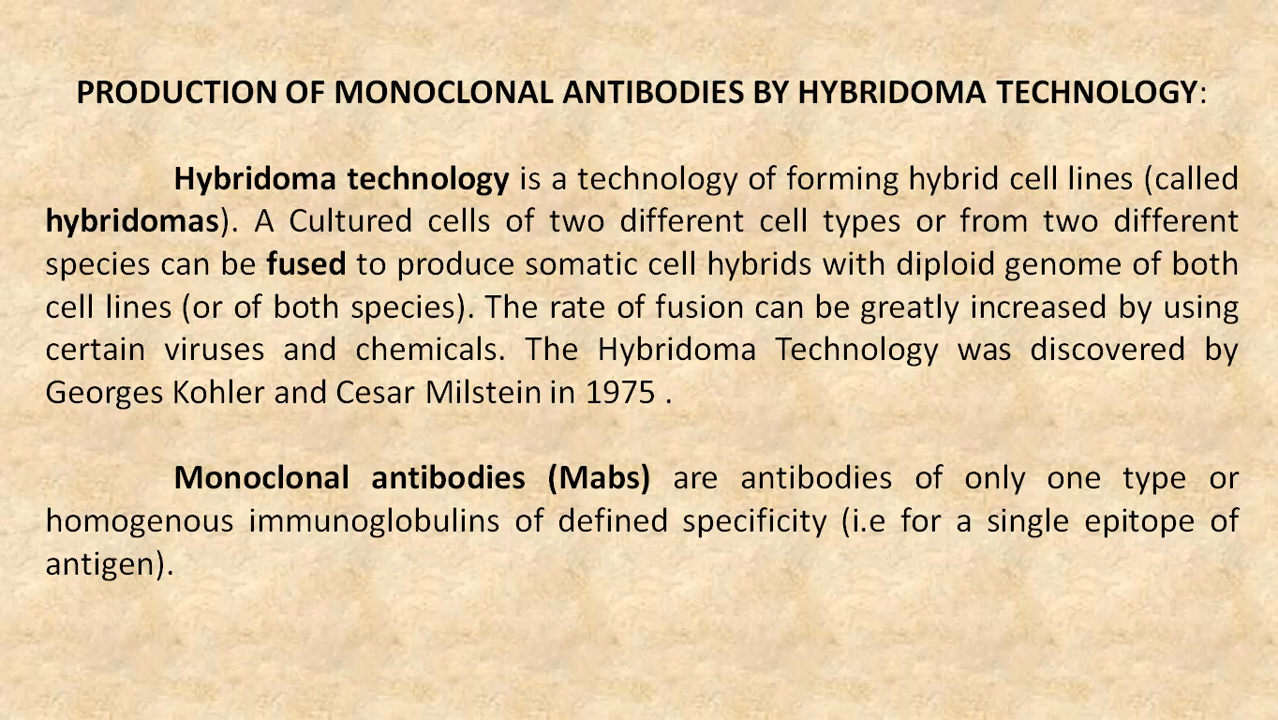 PRODUCTION OF MONOCLONAL ANTIBODIES BY HYBRIDOMA TECHNOLOGY:
Hybridoma technology is a technology of forming hybrid cell lines (called
hybridomas). A Cultured cells of two different cell types or from two different
species can be fused to produce somatic cell hybrids with diploid genome of both
cell lines (or of both species). The rate of fusion can be greatly increased by using
certain viruses and chemicals. The Hybridoma Technology was discovered by
Georges Kohler and Cesar Milstein in 1975 .
Monoclonal antibodies (Mabs) are antibodies of only one type or
homogenous immunoglobulins of defined specificity (i.e for a single epitope of
antigen).